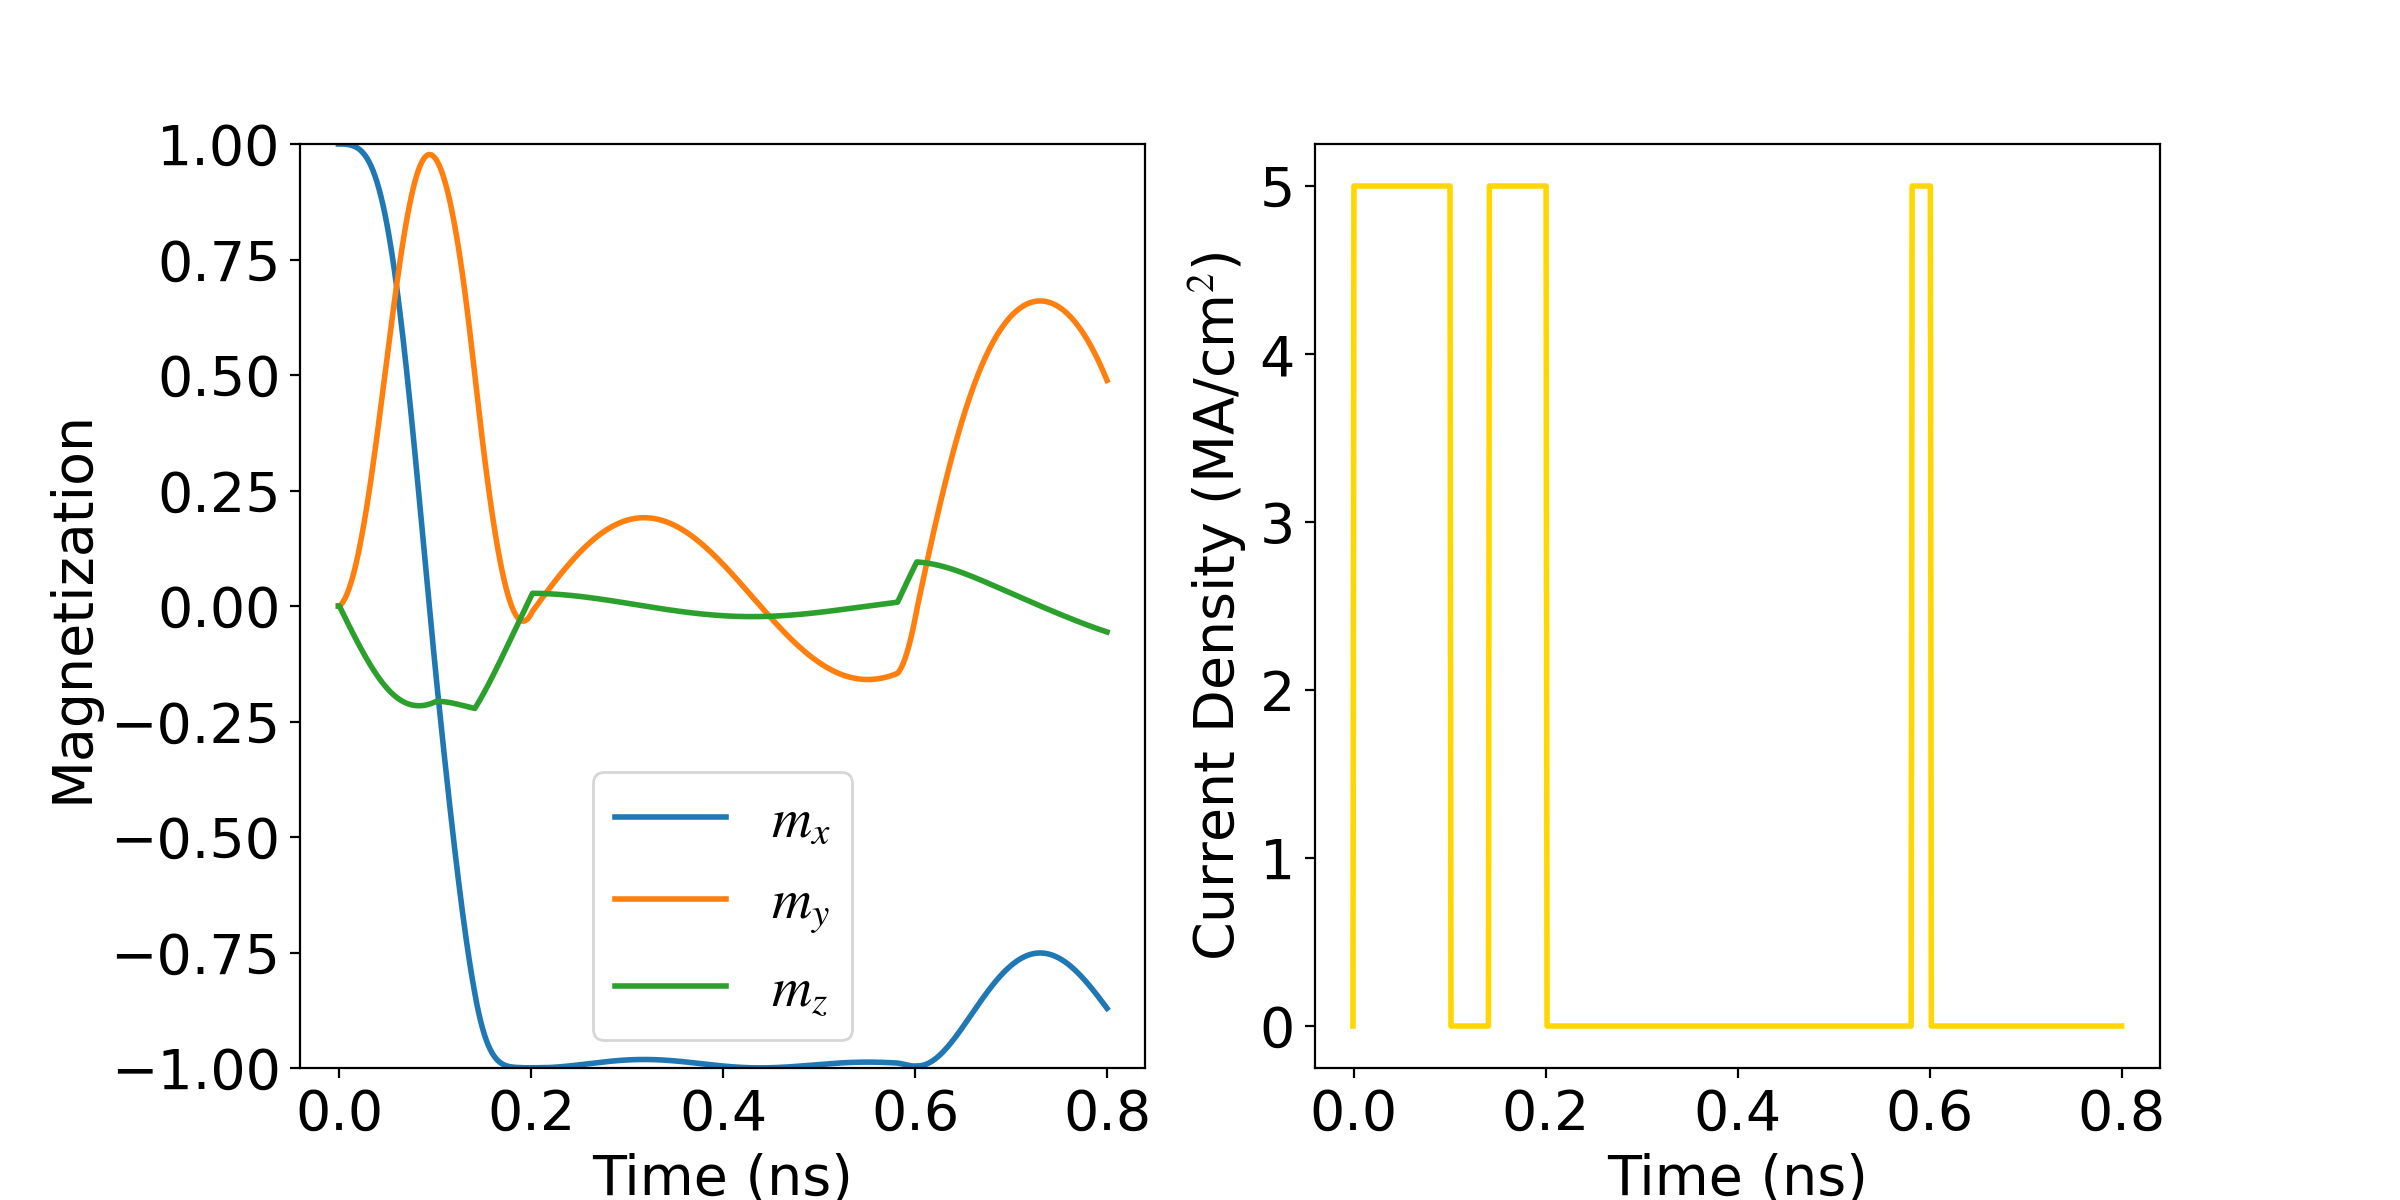 Magnetization
1.00
0.75
0.50
0.25
0.00
−0.25
−0.50
−0.75
−1.00
0.0 0.2 0.4 0.6 0.8
Time (ns)
m_x
m_y
m_z
Current Density (MA/cm²)
5
4
3
2
1
0
0.0 0.2 0.4 0.6 0.8
Time (ns)